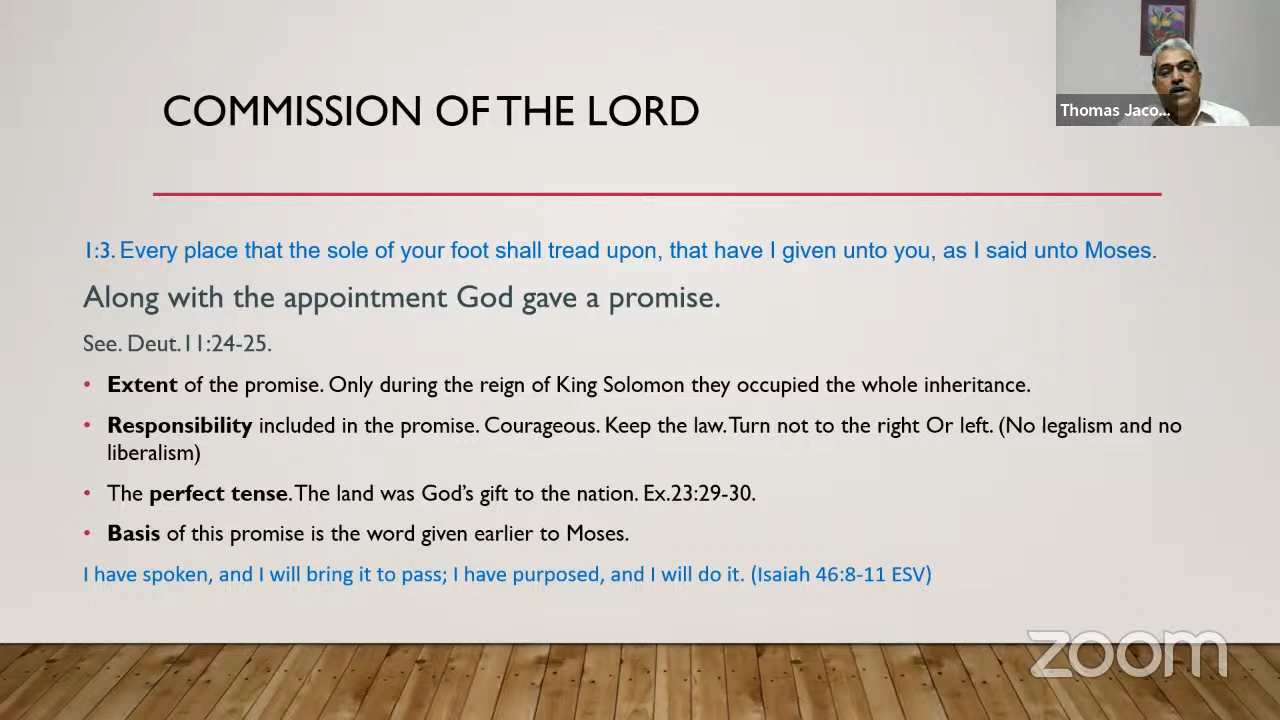 COMMISSION OF THE LORD
Thomas Jaco...
1:3. Every place that the sole of your foot shall tread upon, that have I given unto you, as I said unto Moses.
Along with the appointment God gave a promise.
See. Deut.11:24-25.
• Extent of the promise. Only during the reign of King Solomon they occupied the whole inheritance.
• Responsibility included in the promise. Courageous. Keep the law. Turn not to the right Or left. (No legalism and no
liberalism)
• The perfect tense. The land was God's gift to the nation. Ex.23:29-30.
• Basis of this promise is the word given earlier to Moses.
I have spoken, and I will bring it to pass; I have purposed, and I will do it. (Isaiah 46:8-11 ESV)
zoom